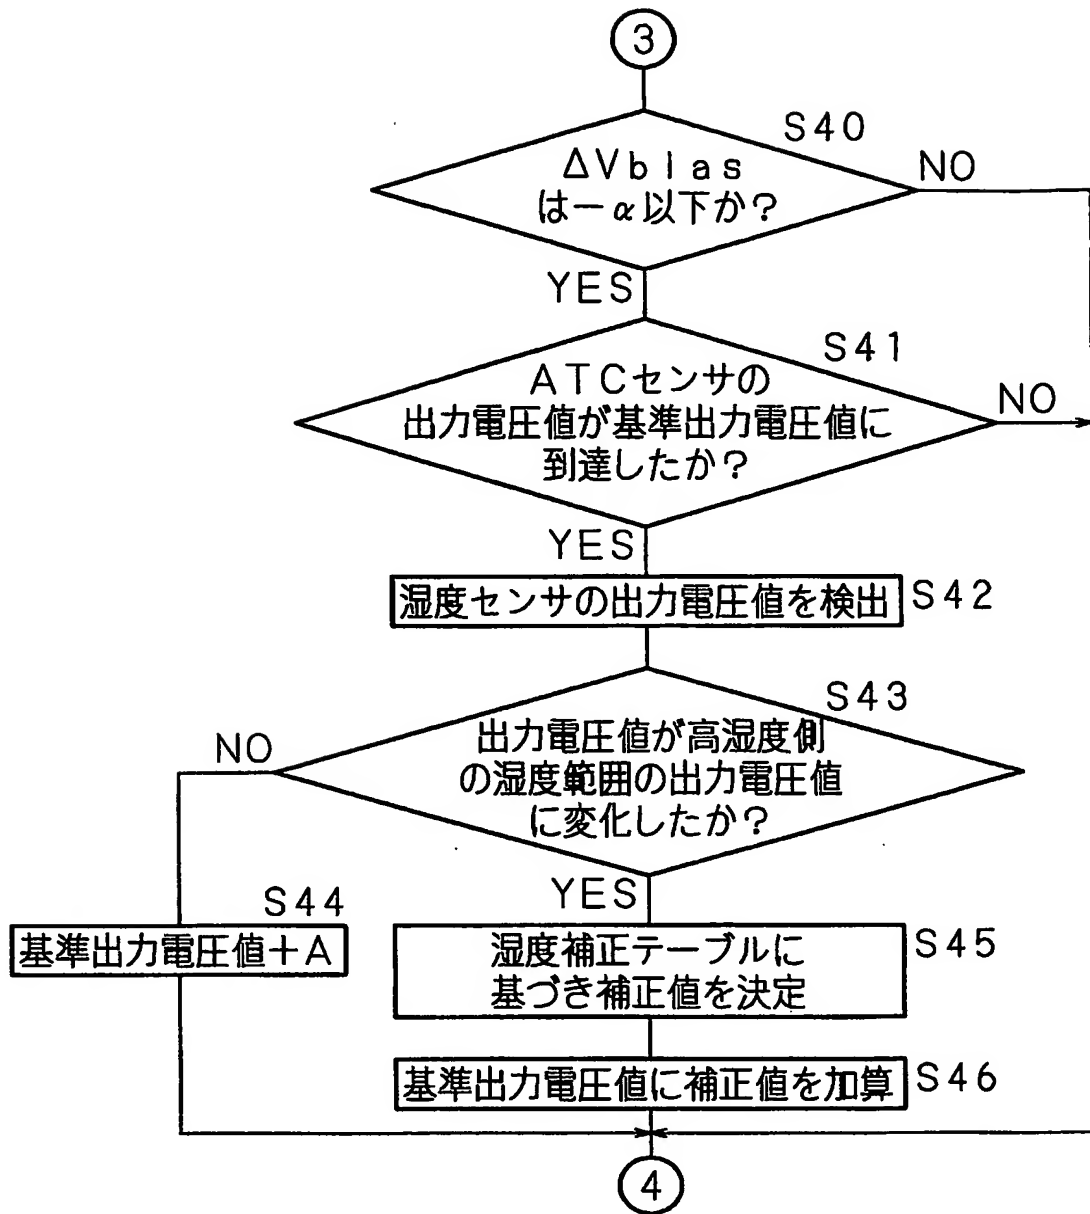 3
S40
ΔVbias
は－α以下か？
NO
YES
S41
ATCセンサの
出力電圧値が基準出力電圧値に
到達したか？
NO
YES
湿度センサの出力電圧値を検出
S42
S43
出力電圧値が高湿度側
の湿度範囲の出力電圧値
に変化したか？
NO
YES
S44
基準出力電圧値＋A
湿度補正テーブルに
基づき補正値を決定
S45
基準出力電圧値に補正値を加算
S46
4